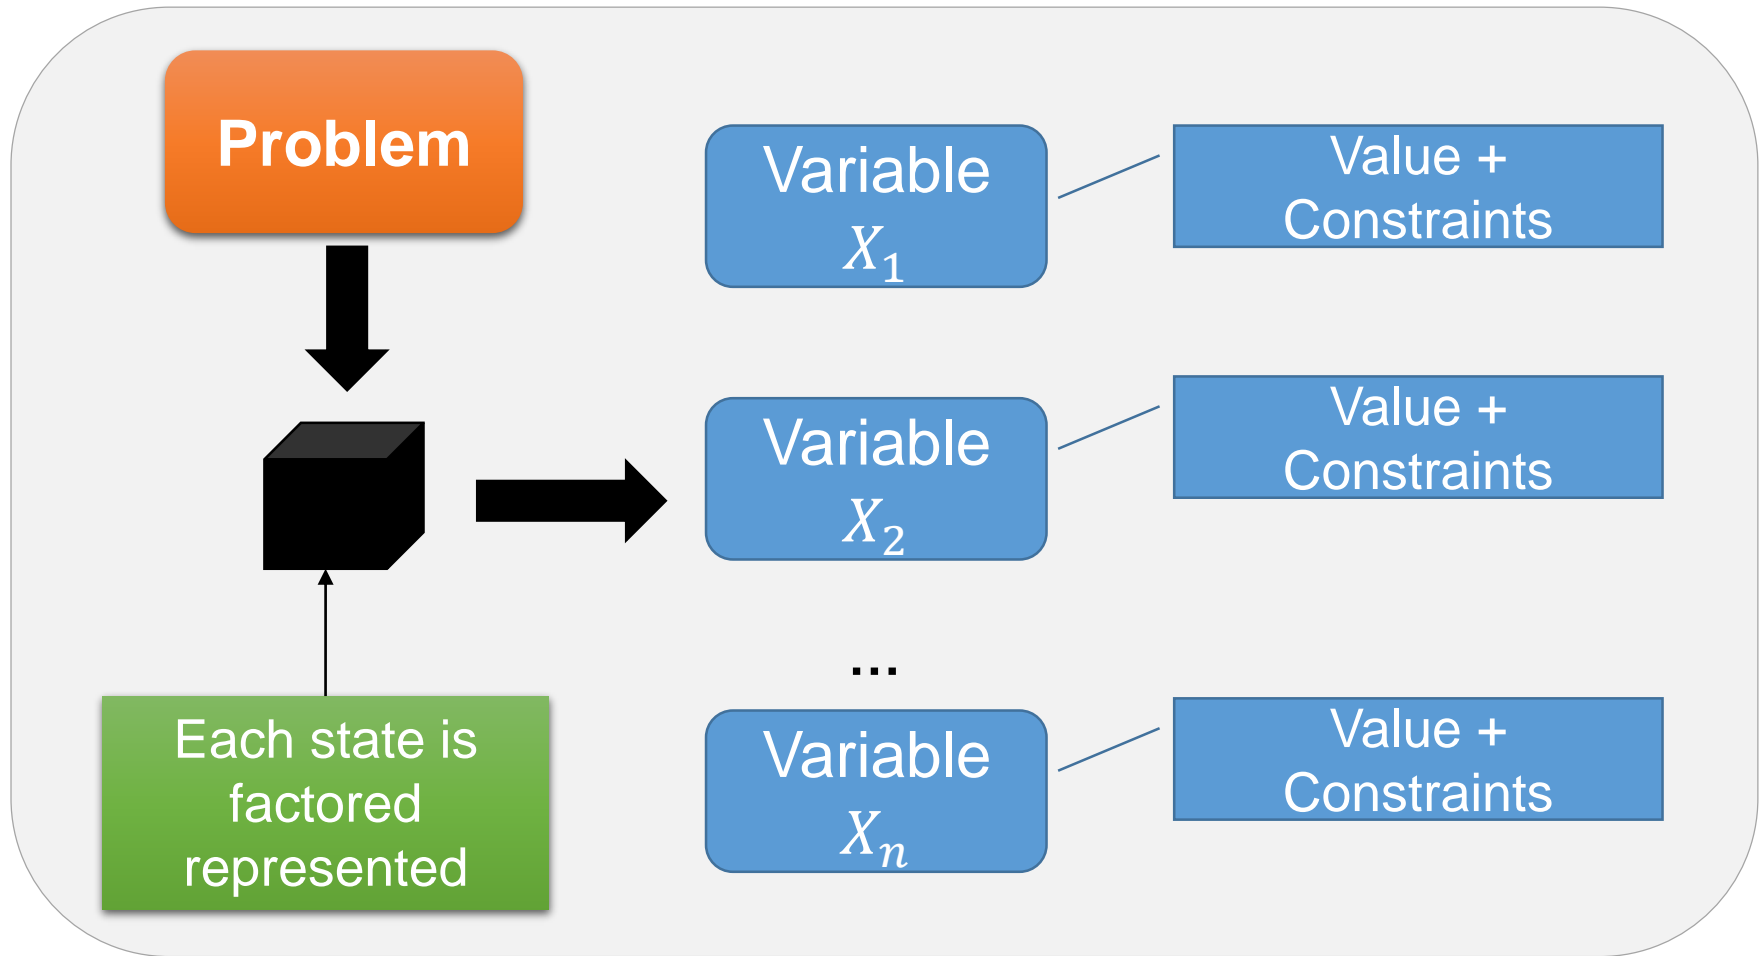 Problem
Variable
X₁
Value +
Constraints
Variable
X₂
Value +
Constraints
...
Variable
Xₙ
Value +
Constraints
Each state is
factored
represented